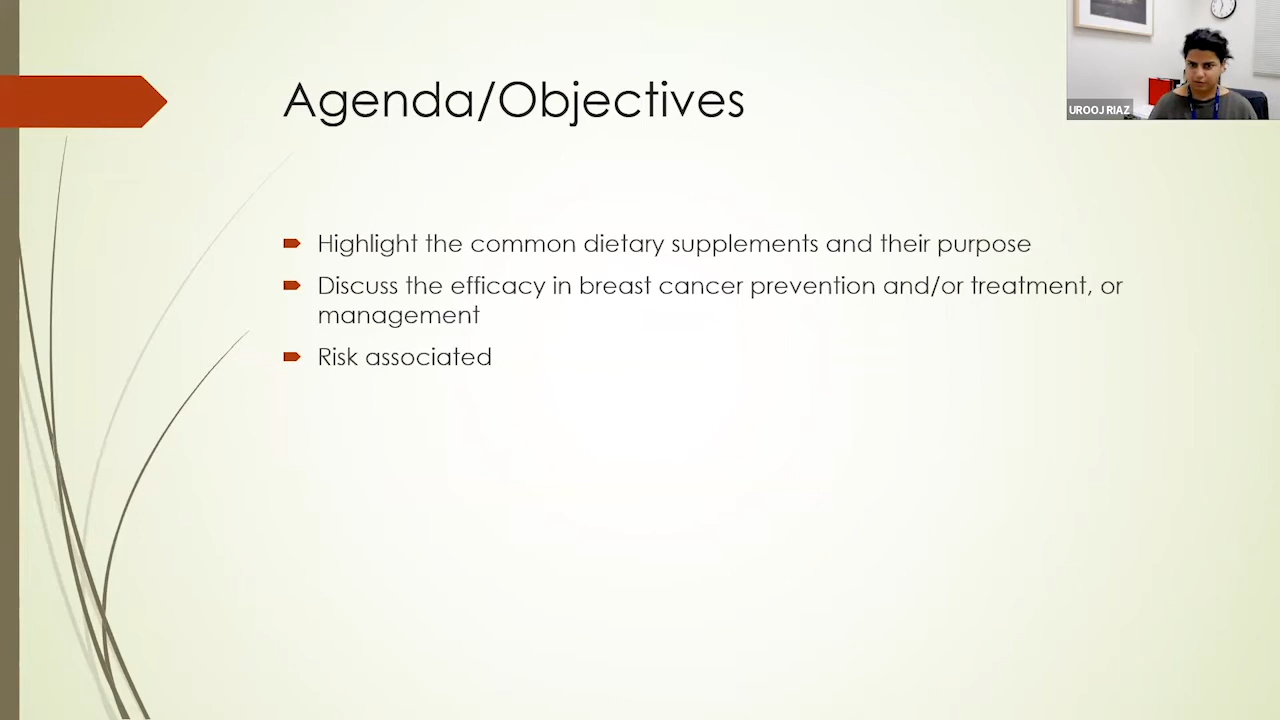 Agenda/Objectives
UROOJ RIAZ
Highlight the common dietary supplements and their purpose
Discuss the efficacy in breast cancer prevention and/or treatment, or
management
Risk associated